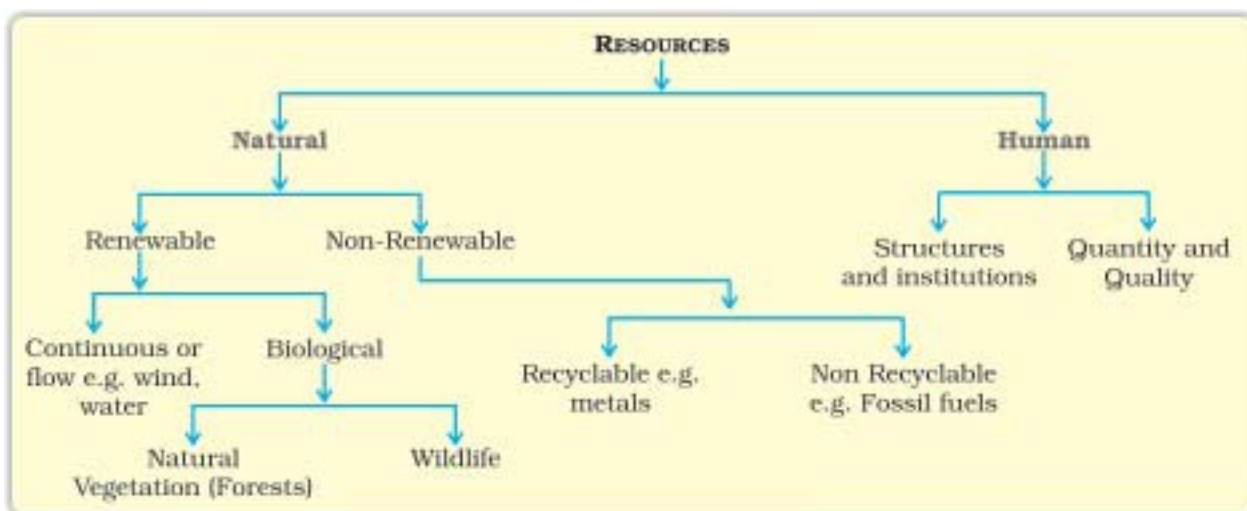 RESOURCES
Natural
Human
Renewable
Non-Renewable
Structures
and institutions
Quantity and
Quality
Continuous or
flow e.g. wind,
water
Biological
Recyclable e.g.
metals
Non Recyclable
e.g. Fossil fuels
Natural
Vegetation (Forests)
Wildlife